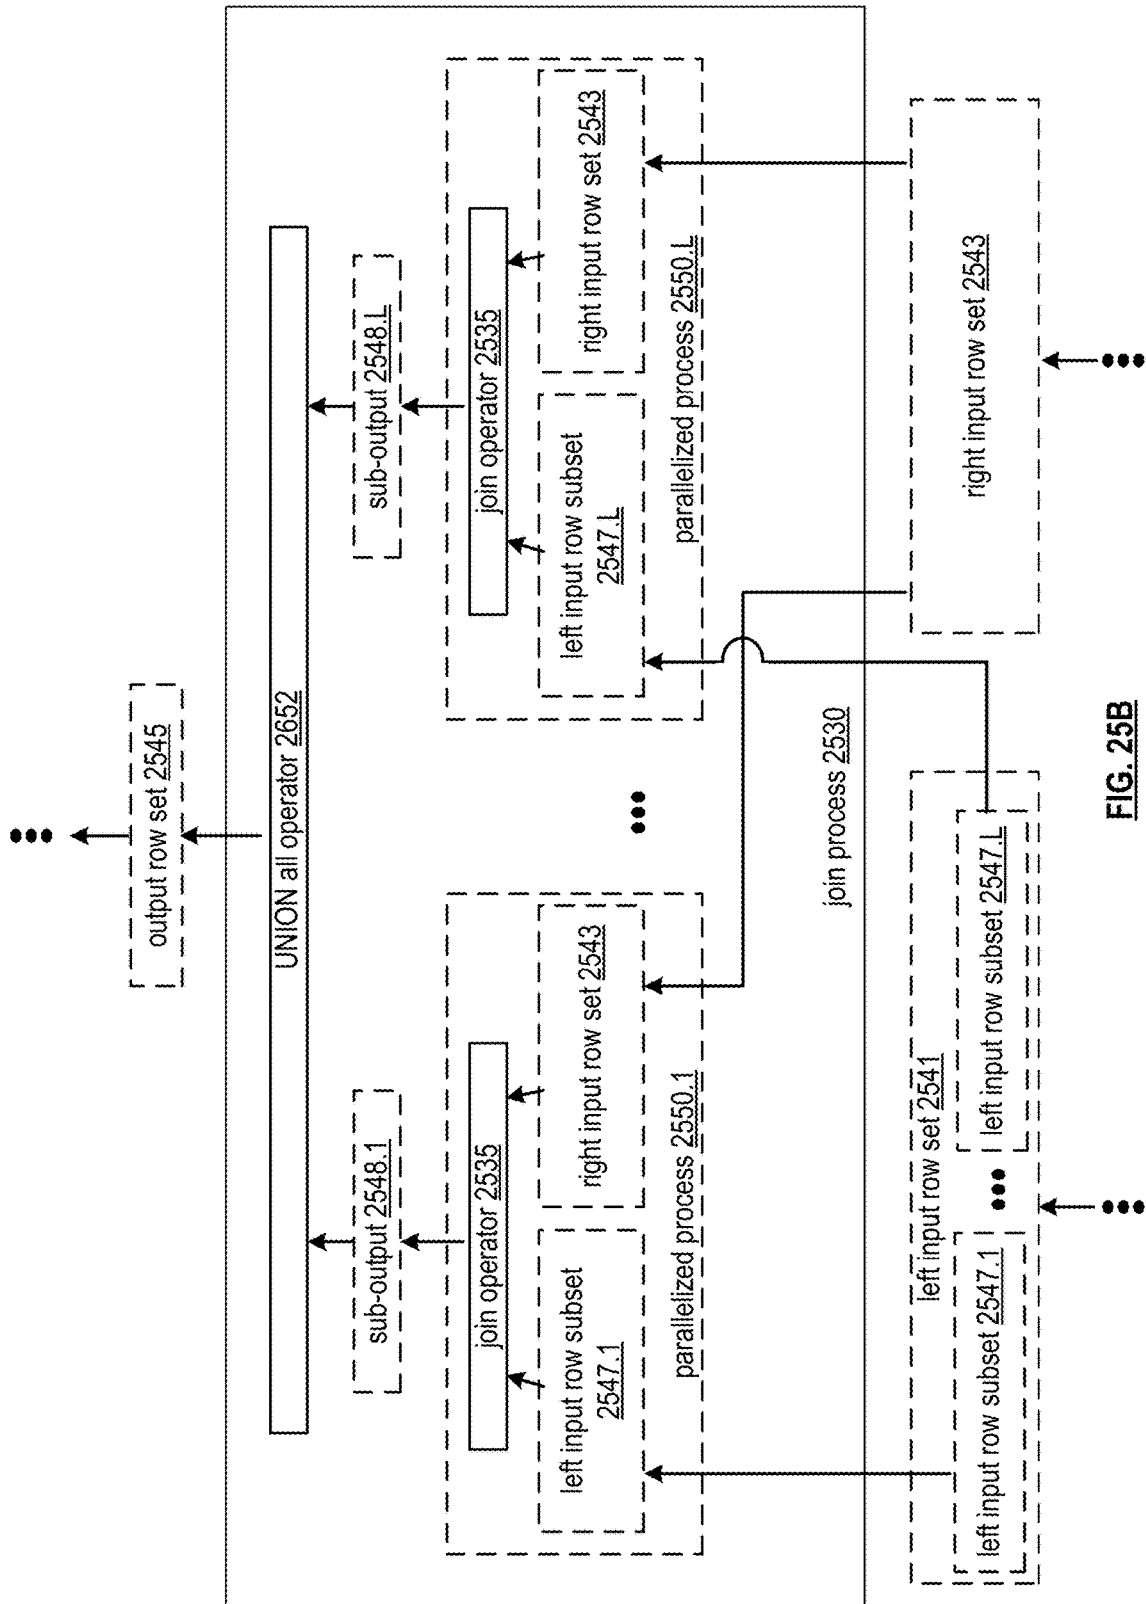 output row set 2545
UNION all operator 2652
sub-output 2548.1
sub-output 2548.L
join operator 2535
join operator 2535
left input row subset
2547.1
right input row set 2543
left input row subset
2547.L
right input row set 2543
parallelized process 2550.1
parallelized process 2550.L
join process 2530
left input row set 2541
left input row subset 2547.1
left input row subset 2547.L
right input row set 2543
FIG. 25B